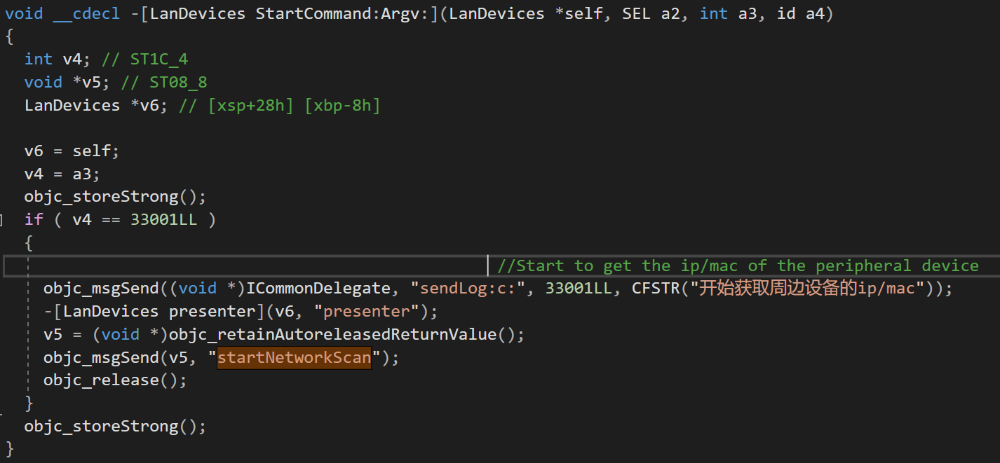 void __cdecl -[LanDevices StartCommand:Argv:](LanDevices *self, SEL a2, int a3, id a4)
{
int v4; // ST1C_4
void *v5; // ST08_8
LanDevices *v6; // [xsp+28h] [xbp-8h]
v6 = self;
v4 = a3;
objc_storeStrong();
if ( v4 == 33001LL )
{
//Start to get the ip/mac of the peripheral device
objc_msgSend((void *)ICommonDelegate, "sendLog:c:", 33001LL, CFSTR("开始获取周边设备的ip/mac"));
-[LanDevices presenter](v6, "presenter");
v5 = (void *)objc_retainAutoreleasedReturnValue();
objc_msgSend(v5, "startNetworkScan");
objc_release();
}
objc_storeStrong();
}